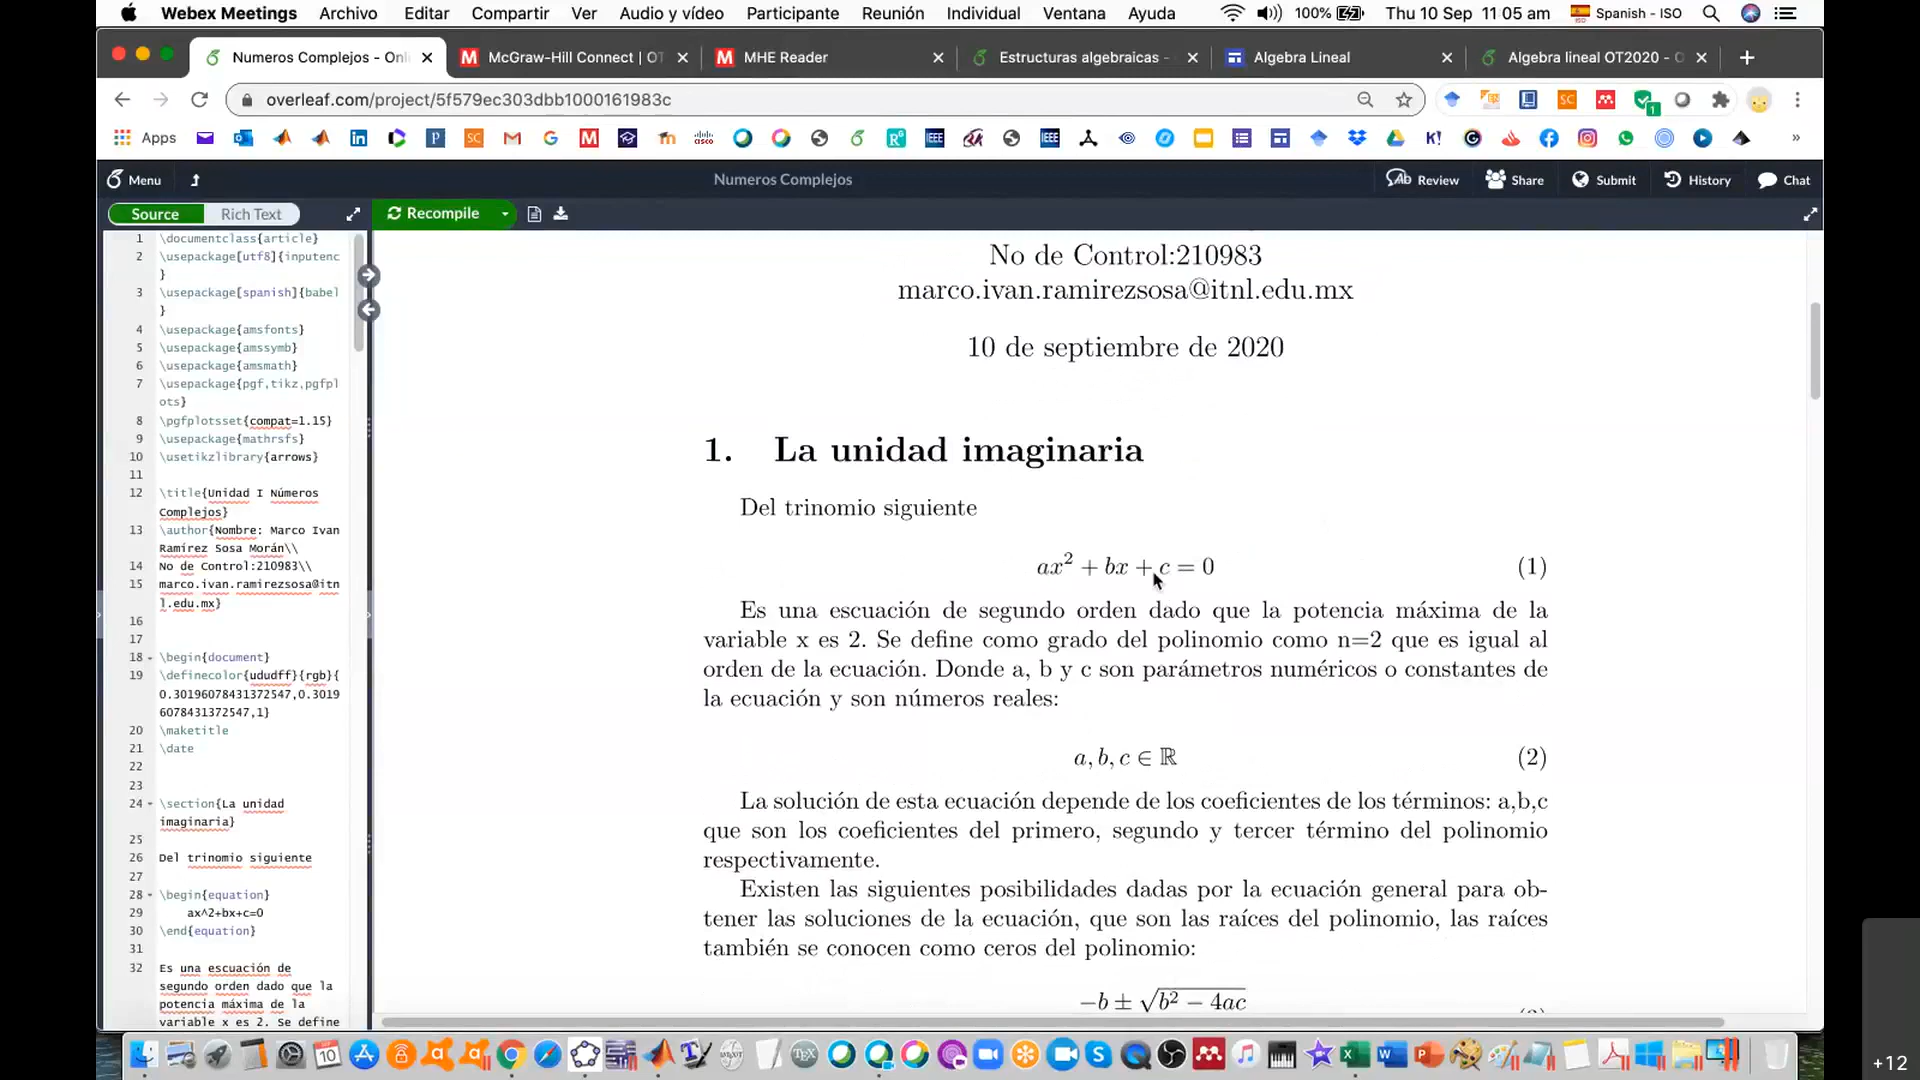 Webex Meetings Archivo Editar Compartir Ver Audio y vídeo Participante Reunión Individual Ventana Ayuda 100% Thu 10 Sep 11:05 am Spanish - ISO
Numeros Complejos - Onli McGraw-Hill Connect | OT MHE Reader Estructuras algebraicas - Algebra Lineal Algebra lineal OT2020 - O
overleaf.com/project/5f579ec303dbb1000161983c
Apps
Menu Numeros Complejos Review Share Submit History Chat
Source Rich Text Recompile
1 \documentclass{article}
2 \usepackage[utf8]{inputenc
}
3 \usepackage[spanish]{babel
}
4 \usepackage{amsfonts}
5 \usepackage{amssymb}
6 \usepackage{amsmath}
7 \usepackage{pgf,tikz,pgfpl
ots}
8 \pgfplotsset{compat=1.15}
9 \usepackage{mathrsfs}
10 \usetikzlibrary{arrows}
11
12 \title{Unidad I Números
Complejos}
13 \author{Nombre: Marco Ivan
Ramírez Sosa Morán\\
14 No de Control:210983\\
15 marco.ivan.ramirezsosa@itn
l.edu.mx}
16
17
18 \begin{document}
19 \definecolor{ududff}{rgb}{
0.30196078431372547,0.3019
6078431372547,1}
20 \maketitle
21 \date
22
23
24 \section{La unidad
imaginaria}
25
26 Del trinomio siguiente
27
28 \begin{equation}
29 ax^2+bx+c=0
30 \end{equation}
31
32 Es una escuación de
segundo orden dado que la
potencia máxima de la
variable x es 2. Se define
No de Control:210983
marco.ivan.ramirezsosa@itnl.edu.mx
10 de septiembre de 2020
1. La unidad imaginaria
Del trinomio siguiente
ax² + bx + c = 0 (1)
Es una escuación de segundo orden dado que la potencia máxima de la
variable x es 2. Se define como grado del polinomio como n=2 que es igual al
orden de la ecuación. Donde a, b y c son parámetros numéricos o constantes de
la ecuación y son números reales:
a, b, c ∈ ℝ (2)
La solución de esta ecuación depende de los coeficientes de los términos: a,b,c
que son los coeficientes del primero, segundo y tercer término del polinomio
respectivamente.
Existen las siguientes posibilidades dadas por la ecuación general para ob-
tener las soluciones de la ecuación, que son las raíces del polinomio, las raíces
también se conocen como ceros del polinomio:
−b ± √b² − 4ac
+12